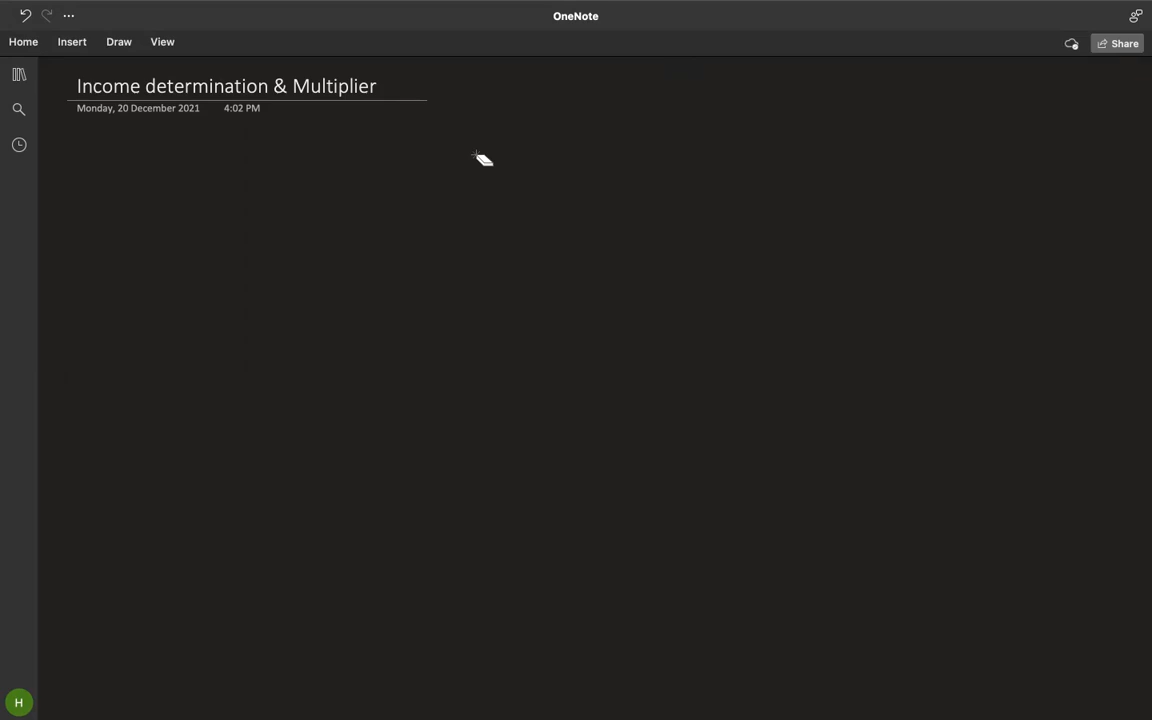 OneNote
Home Insert Draw View
Share
Income determination & Multiplier
Monday, 20 December 2021 4:02 PM
H